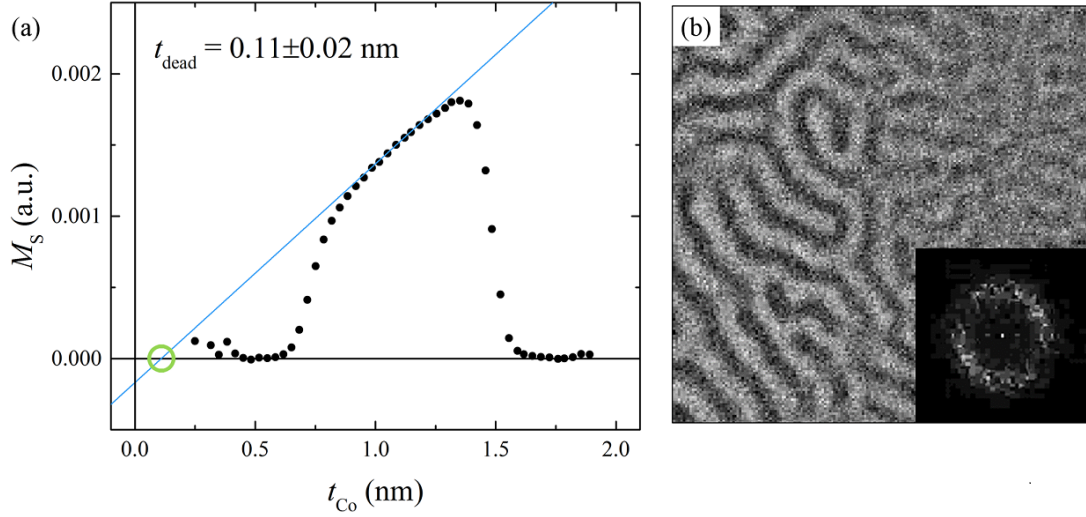 (a)
t_dead = 0.11±0.02 nm
0.002
0.001
0.000
M_S (a.u.)
0.0 0.5 1.0 1.5 2.0
t_Co (nm)
(b)